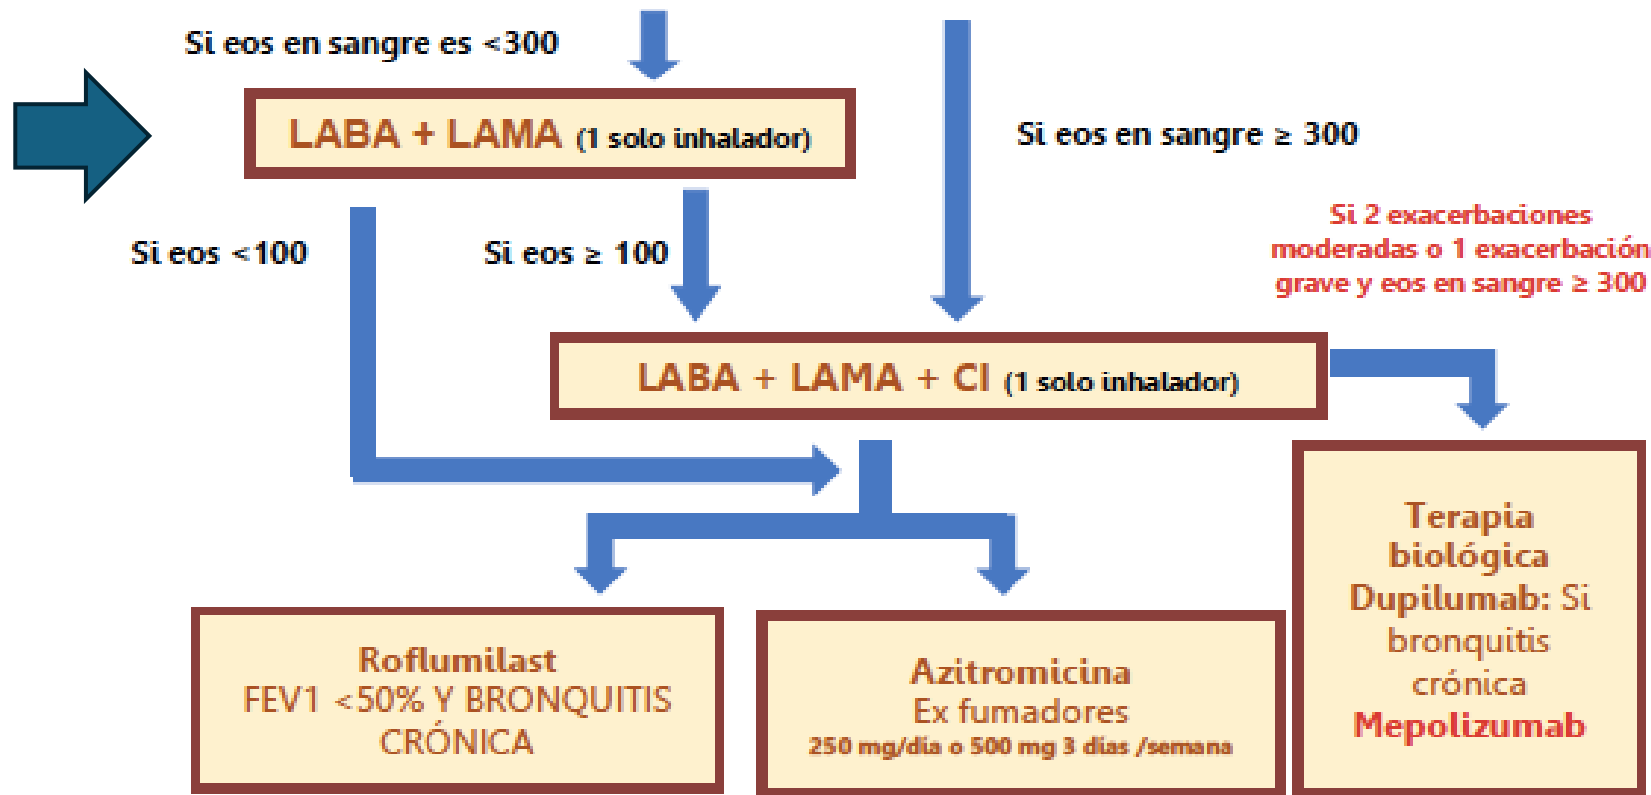 Si eos en sangre es <300
LABA + LAMA (1 solo inhalador)
Si eos en sangre ≥ 300
Si eos <100
Si eos ≥ 100
Si 2 exacerbaciones
moderadas o 1 exacerbación
grave y eos en sangre ≥ 300
LABA + LAMA + CI (1 solo inhalador)
Roflumilast
FEV1 <50% Y BRONQUITIS
CRÓNICA
Azitromicina
Ex fumadores
250 mg/día o 500 mg 3 días /semana
Terapia
biológica
Dupilumab: Si
bronquitis
crónica
Mepolizumab